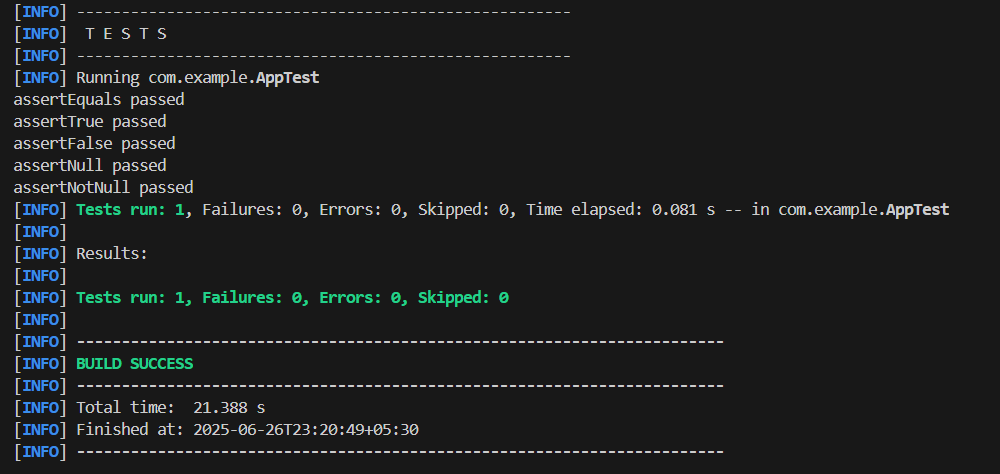 [INFO] -------------------------------------------------------
[INFO]  T E S T S
[INFO] -------------------------------------------------------
[INFO] Running com.example.AppTest
assertEquals passed
assertTrue passed
assertFalse passed
assertNull passed
assertNotNull passed
[INFO] Tests run: 1, Failures: 0, Errors: 0, Skipped: 0, Time elapsed: 0.081 s -- in com.example.AppTest
[INFO]
[INFO] Results:
[INFO]
[INFO] Tests run: 1, Failures: 0, Errors: 0, Skipped: 0
[INFO]
[INFO] ------------------------------------------------------------------------
[INFO] BUILD SUCCESS
[INFO] ------------------------------------------------------------------------
[INFO] Total time:  21.388 s
[INFO] Finished at: 2025-06-26T23:20:49+05:30
[INFO] ------------------------------------------------------------------------